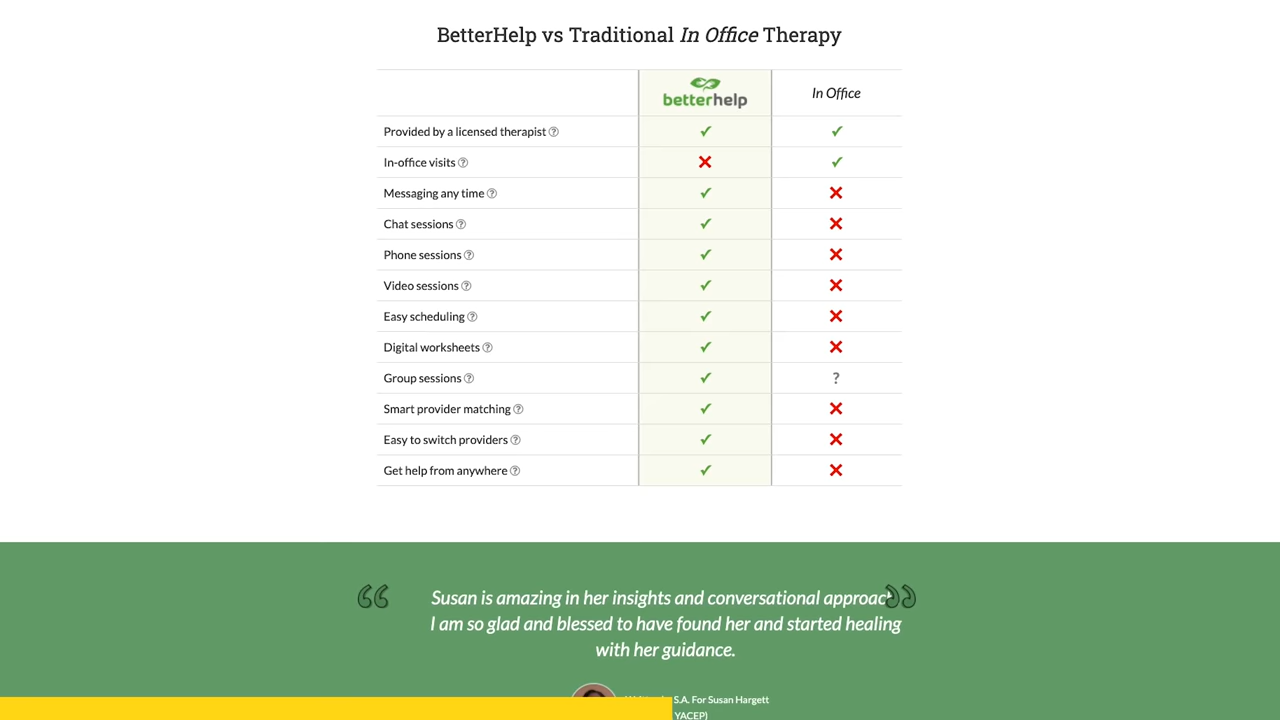 BetterHelp vs Traditional In Office Therapy
betterhelp In Office
Provided by a licensed therapist ? ✓ ✓
In-office visits ? ✗ ✓
Messaging any time ? ✓ ✗
Chat sessions ? ✓ ✗
Phone sessions ? ✓ ✗
Video sessions ? ✓ ✗
Easy scheduling ? ✓ ✗
Digital worksheets ? ✓ ✗
Group sessions ? ✓ ?
Smart provider matching ? ✓ ✗
Easy to switch providers ? ✓ ✗
Get help from anywhere ? ✓ ✗
“ Susan is amazing in her insights and conversational approach ”
I am so glad and blessed to have found her and started healing
with her guidance.
S.A. For Susan Hargett
YACEP)